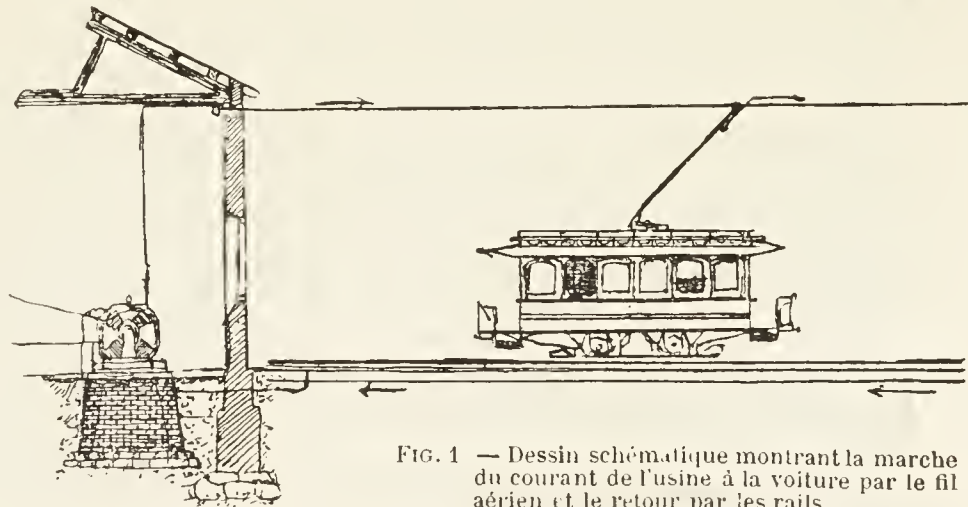 FIG. 1 — Dessin schématique montrant la marche
du courant de l'usine à la voiture par le fil
aérien et le retour par les rails